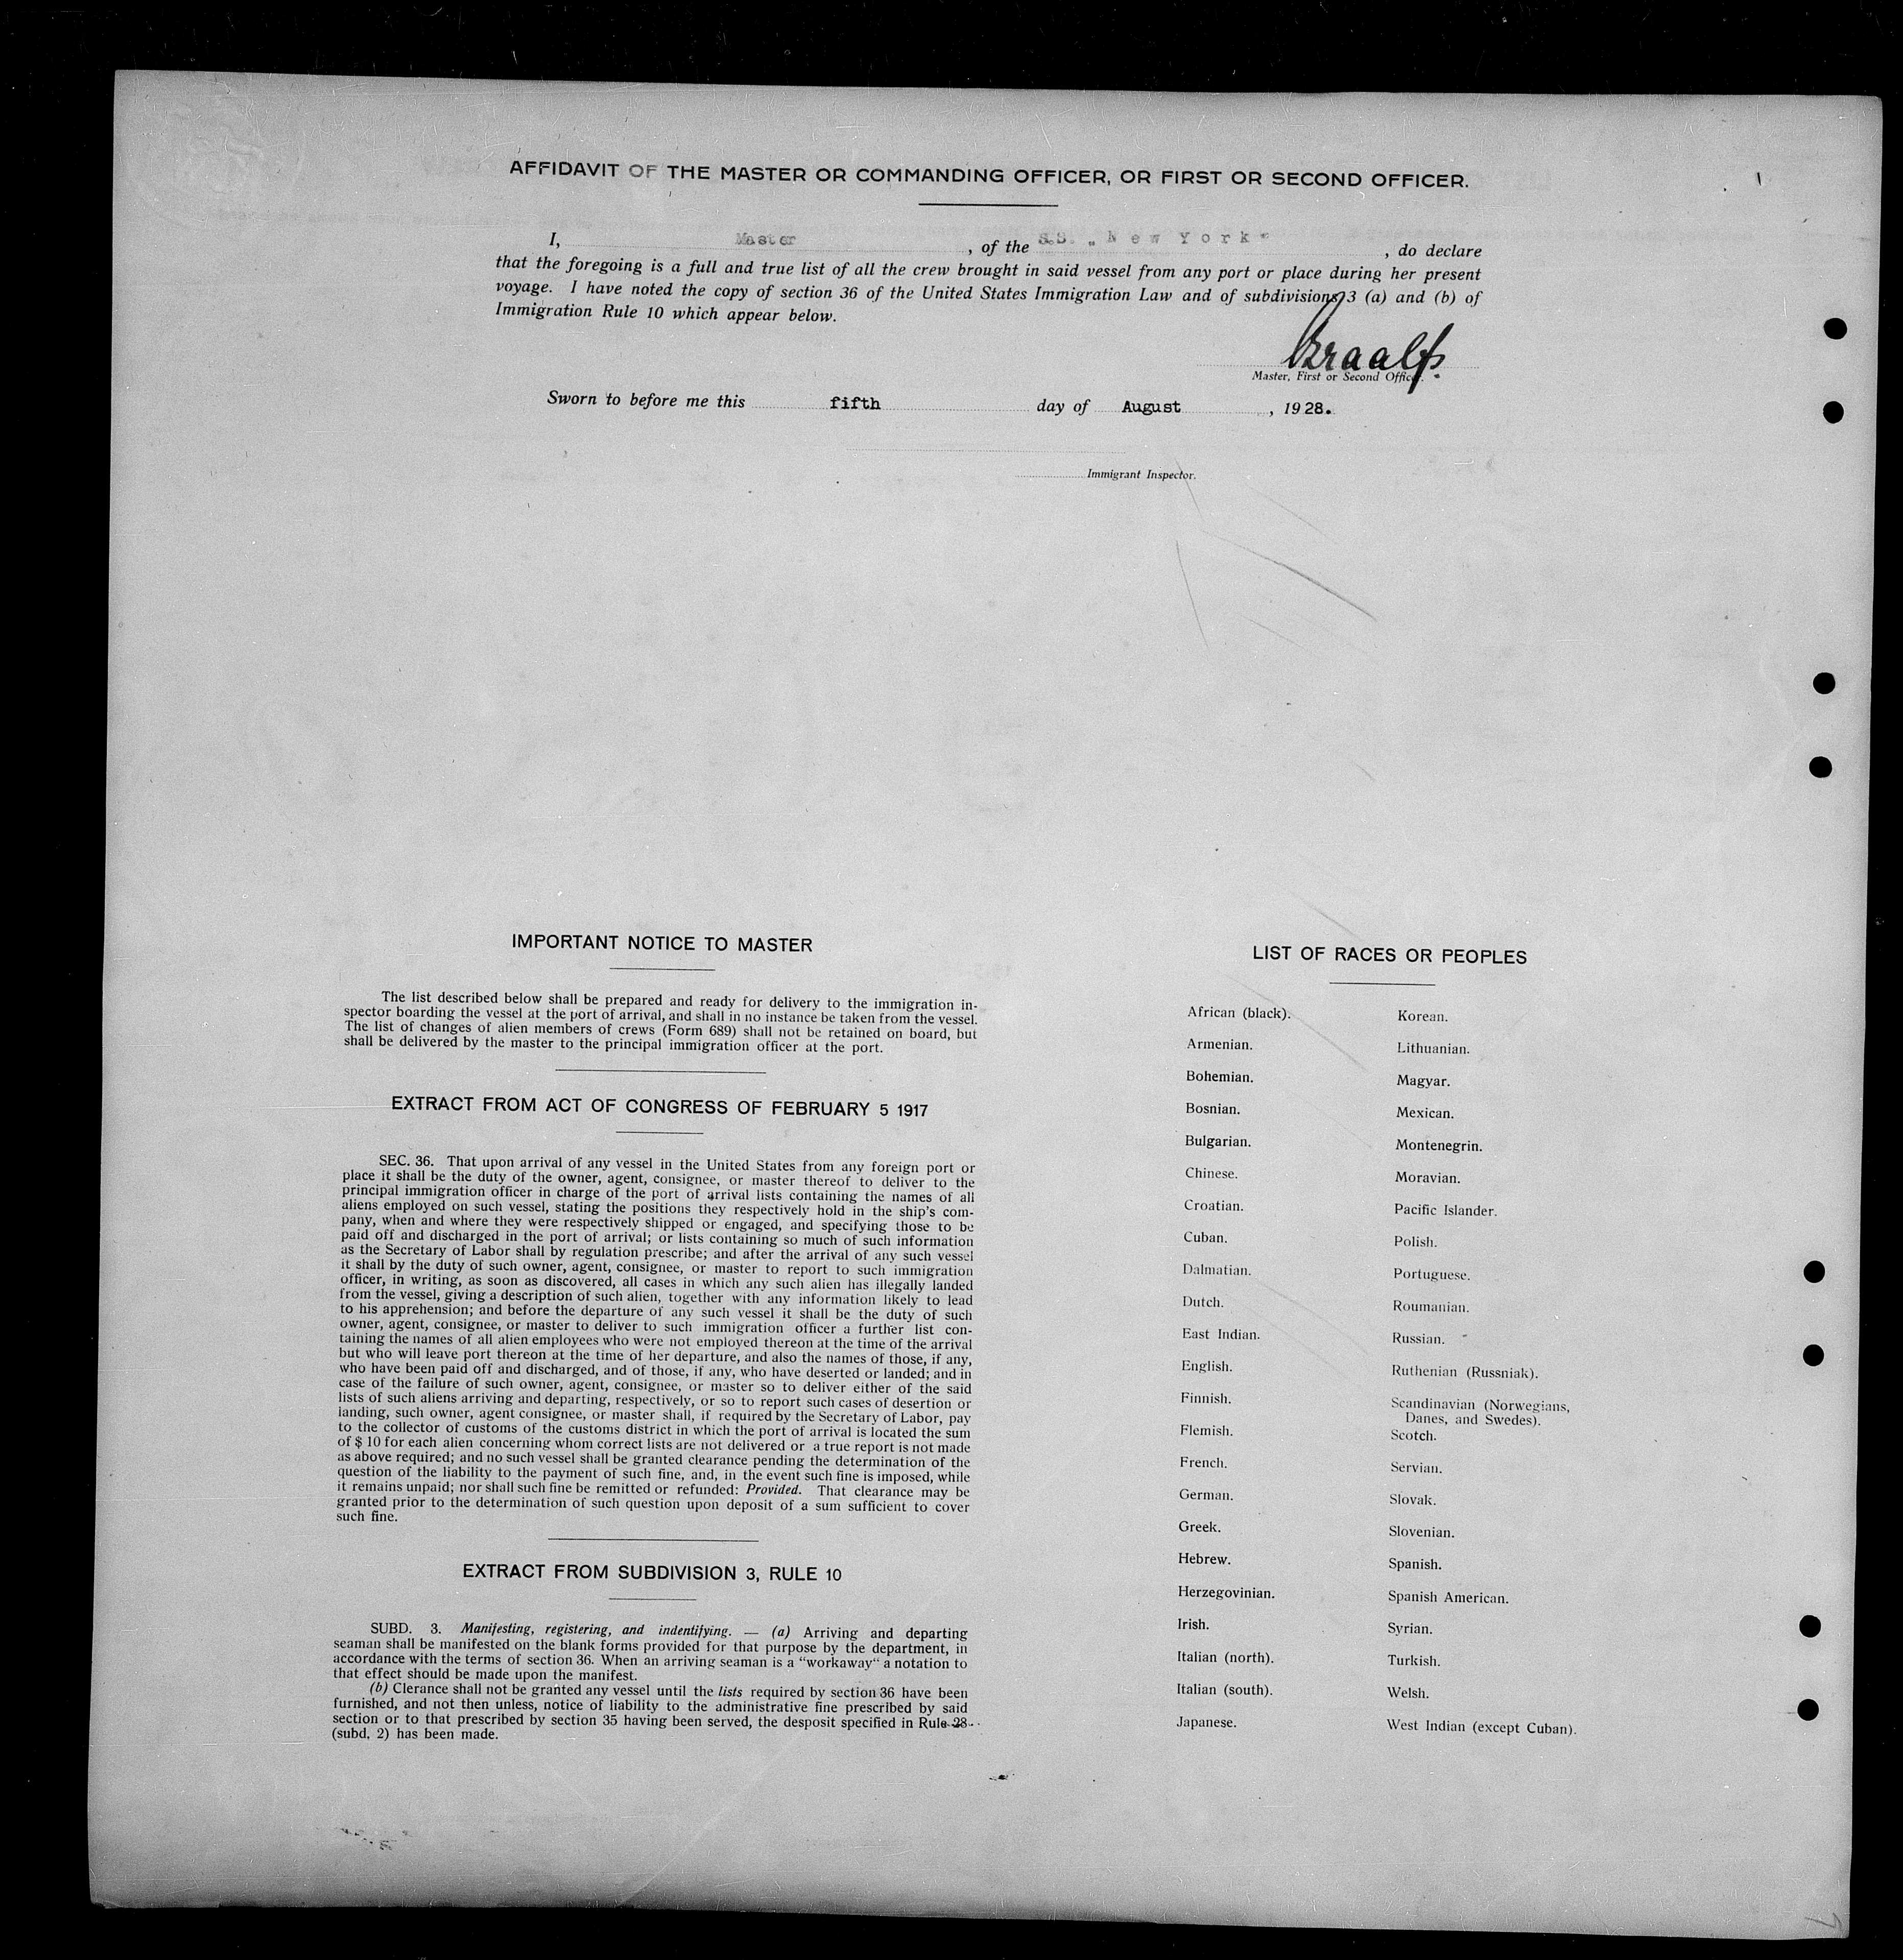 AFFIDAVIT OF THE MASTER OR COMMANDING OFFICER, OR FIRST OR SECOND OFFICER.
I, Master , of the S.S. „ N e w Y o r k " , do declare
that the foregoing is a full and true list of all the crew brought in said vessel from any port or place during her present
voyage. I have noted the copy of section 36 of the United States Immigration Law and of subdivisions 3 (a) and (b) of
Immigration Rule 10 which appear below.
Master, First or Second Officer.
Sworn to before me this fifth day of August , 1928.
Immigrant Inspector.
IMPORTANT NOTICE TO MASTER
The list described below shall be prepared and ready for delivery to the immigration in-
spector boarding the vessel at the port of arrival, and shall in no instance be taken from the vessel.
The list of changes of alien members of crews (Form 689) shall not be retained on board, but
shall be delivered by the master to the principal immigration officer at the port.
EXTRACT FROM ACT OF CONGRESS OF FEBRUARY 5 1917
SEC. 36. That upon arrival of any vessel in the United States from any foreign port or
place it shall be the duty of the owner, agent, consignee, or master thereof to deliver to the
principal immigration officer in charge of the port of arrival lists containing the names of all
aliens employed on such vessel, stating the positions they respectively hold in the ship's com-
pany, when and where they were respectively shipped or engaged, and specifying those to be
paid off and discharged in the port of arrival; or lists containing so much of such information
as the Secretary of Labor shall by regulation prescribe; and after the arrival of any such vessel
it shall by the duty of such owner, agent, consignee, or master to report to such immigration
officer, in writing, as soon as discovered, all cases in which any such alien has illegally landed
from the vessel, giving a description of such alien, together with any information likely to lead
to his apprehension; and before the departure of any such vessel it shall be the duty of such
owner, agent, consignee, or master to deliver to such immigration officer a further list con-
taining the names of all alien employees who were not employed thereon at the time of the arrival
but who will leave port thereon at the time of her departure, and also the names of those, if any,
who have been paid off and discharged, and of those, if any, who have deserted or landed; and in
case of the failure of such owner, agent, consignee, or master so to deliver either of the said
lists of such aliens arriving and departing, respectively, or so to report such cases of desertion or
landing, such owner, agent consignee, or master shall, if required by the Secretary of Labor, pay
to the collector of customs of the customs district in which the port of arrival is located the sum
of $ 10 for each alien concerning whom correct lists are not delivered or a true report is not made
as above required; and no such vessel shall be granted clearance pending the determination of the
question of the liability to the payment of such fine, and, in the event such fine is imposed, while
it remains unpaid; nor shall such fine be remitted or refunded: Provided. That clearance may be
granted prior to the determination of such question upon deposit of a sum sufficient to cover
such fine.
EXTRACT FROM SUBDIVISION 3, RULE 10
SUBD. 3. Manifesting, registering, and indentifying. — (a) Arriving and departing
seaman shall be manifested on the blank forms provided for that purpose by the department, in
accordance with the terms of section 36. When an arriving seaman is a "workaway" a notation to
that effect should be made upon the manifest.
(b) Clerance shall not be granted any vessel until the lists required by section 36 have been
furnished, and not then unless, notice of liability to the administrative fine prescribed by said
section or to that prescribed by section 35 having been served, the desposit specified in Rule 28
(subd. 2) has been made.
LIST OF RACES OR PEOPLES
African (black).
Armenian.
Bohemian.
Bosnian.
Bulgarian.
Chinese.
Croatian.
Cuban.
Dalmatian.
Dutch.
East Indian.
English.
Finnish.
Flemish.
French.
German.
Greek.
Hebrew.
Herzegovinian.
Irish.
Italian (north).
Italian (south).
Japanese.
Korean.
Lithuanian.
Magyar.
Mexican.
Montenegrin.
Moravian.
Pacific Islander.
Polish.
Portuguese.
Roumanian.
Russian.
Ruthenian (Russniak).
Scandinavian (Norwegians,
Danes, and Swedes).
Scotch.
Servian.
Slovak.
Slovenian.
Spanish.
Spanish American.
Syrian.
Turkish.
Welsh.
West Indian (except Cuban).